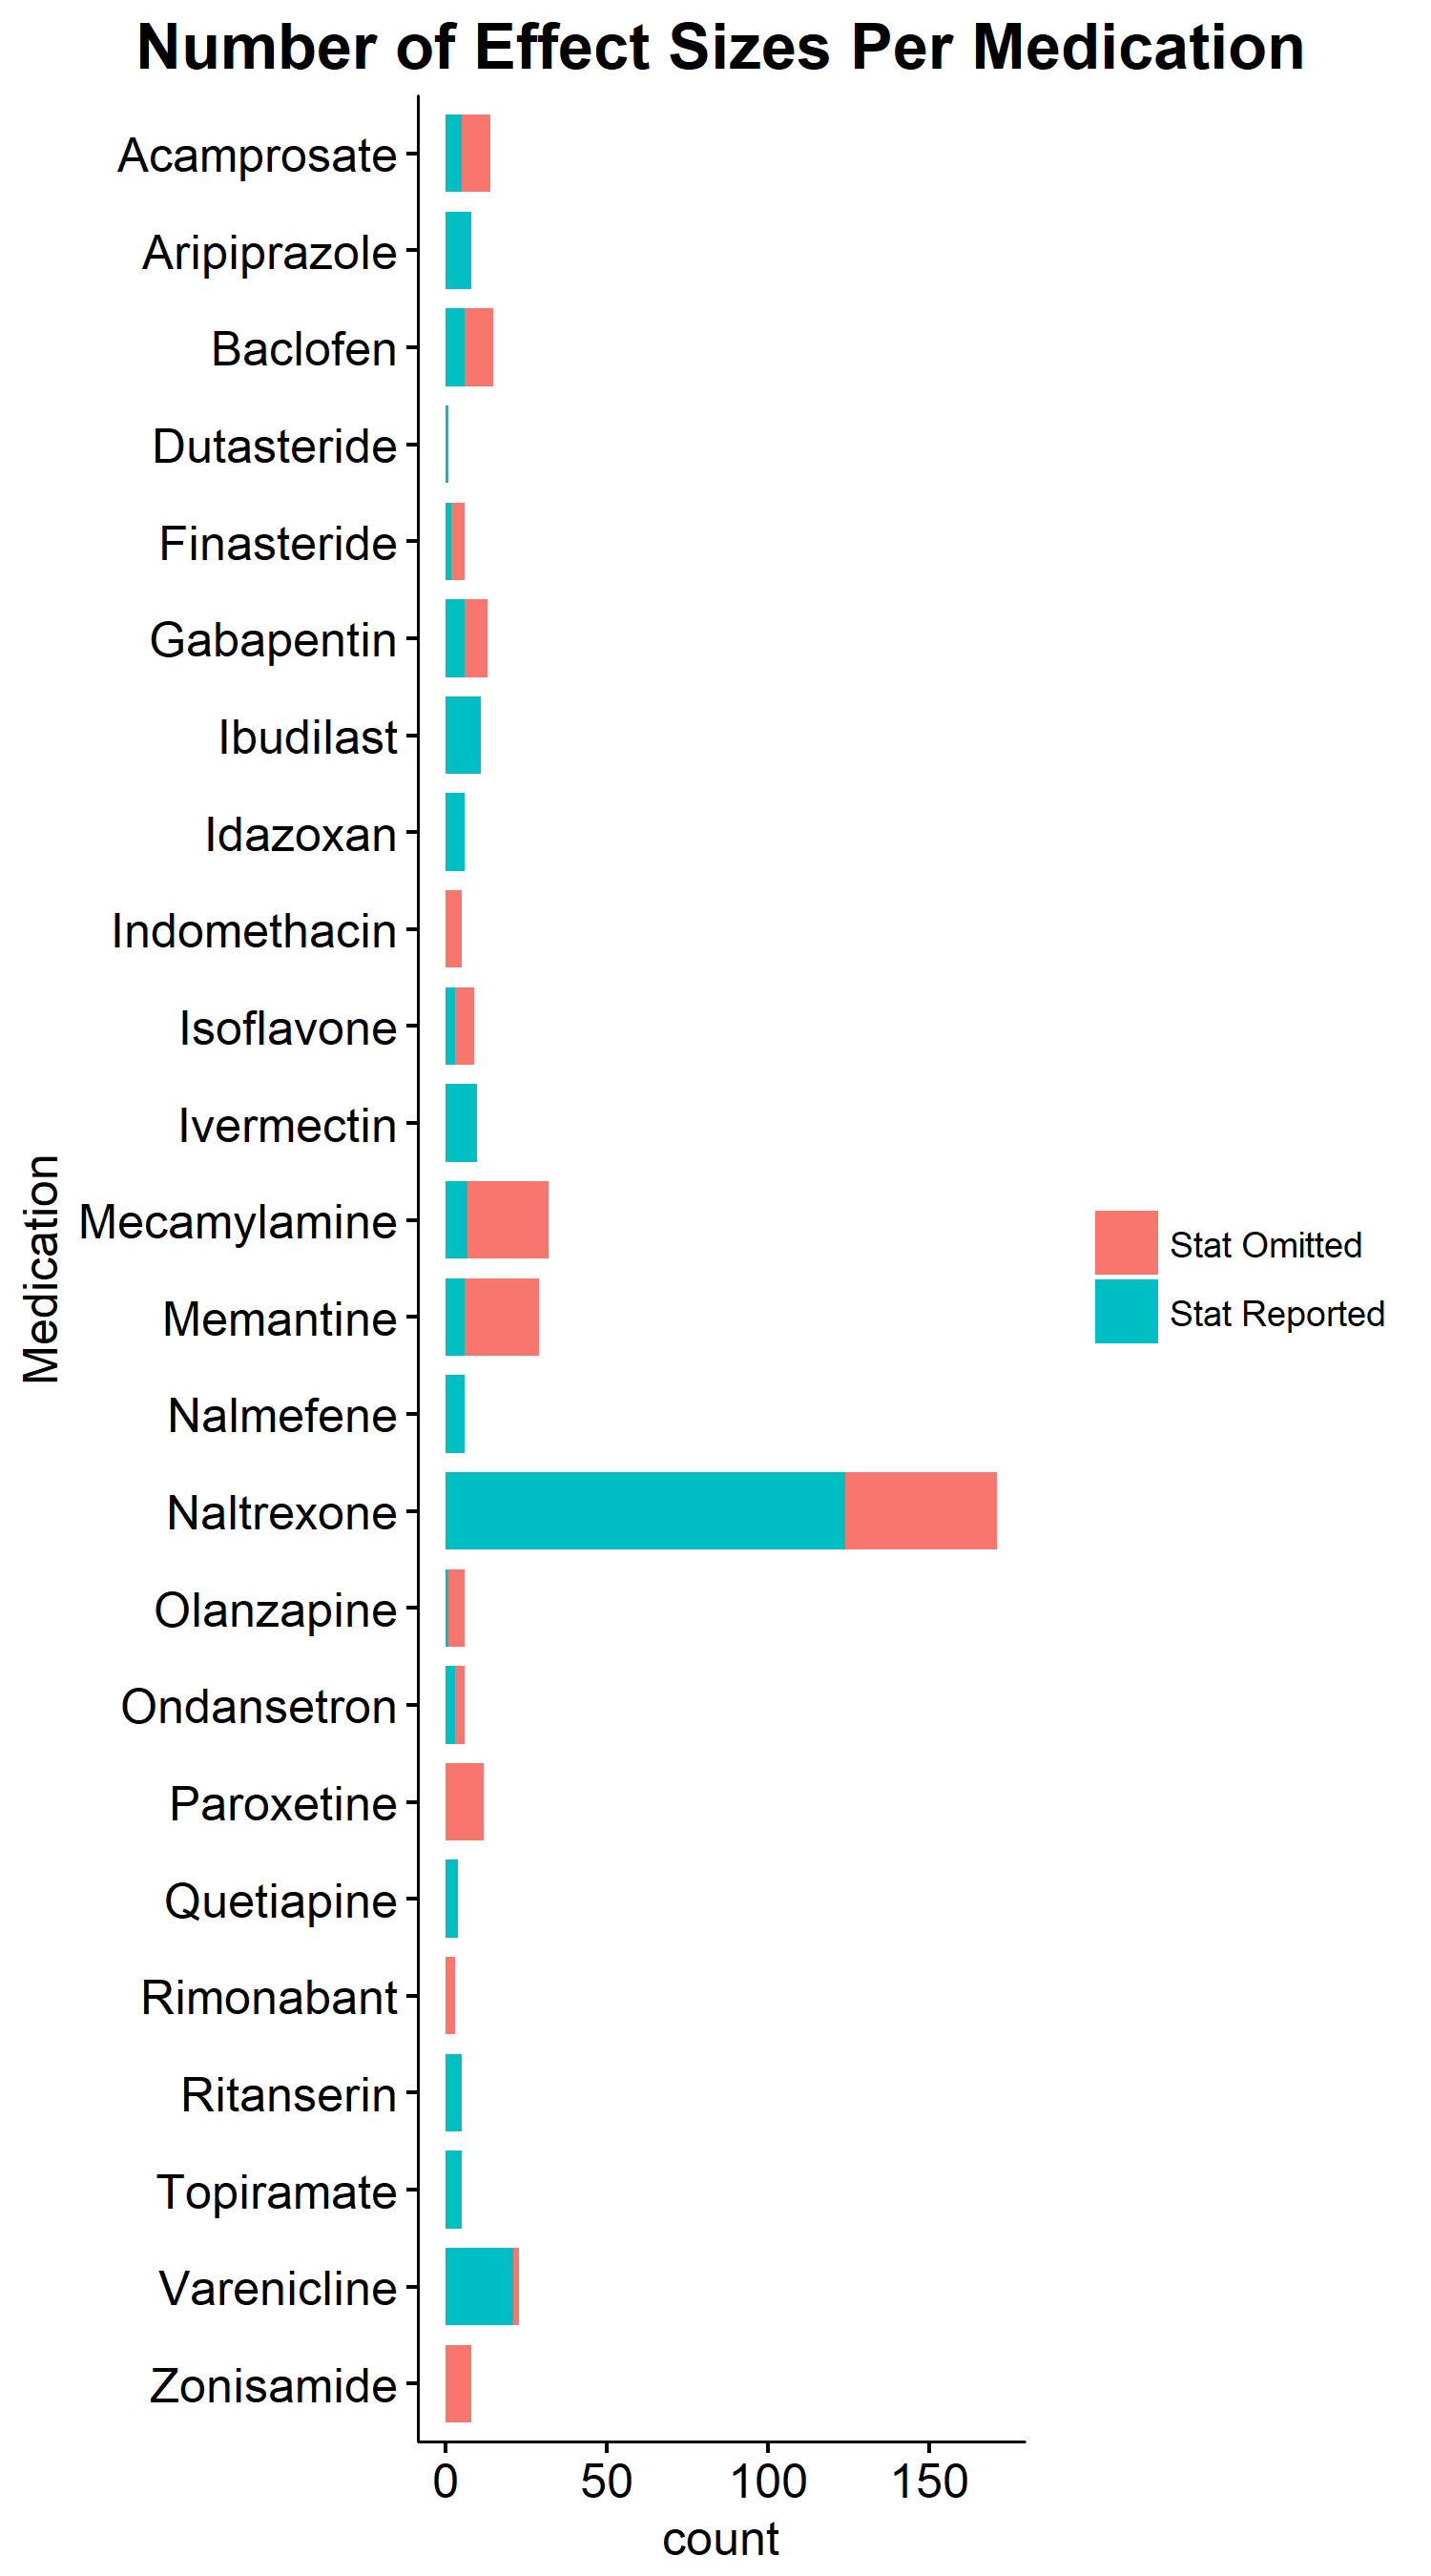 Number of Effect Sizes Per Medication
Acamprosate
Aripiprazole
Baclofen
Dutasteride
Finasteride
Gabapentin
Ibudilast
Idazoxan
Indomethacin
Isoflavone
Ivermectin
Mecamylamine
Memantine
Nalmefene
Naltrexone
Olanzapine
Ondansetron
Paroxetine
Quetiapine
Rimonabant
Ritanserin
Topiramate
Varenicline
Zonisamide
Medication
0 50 100 150
count
Stat Omitted
Stat Reported